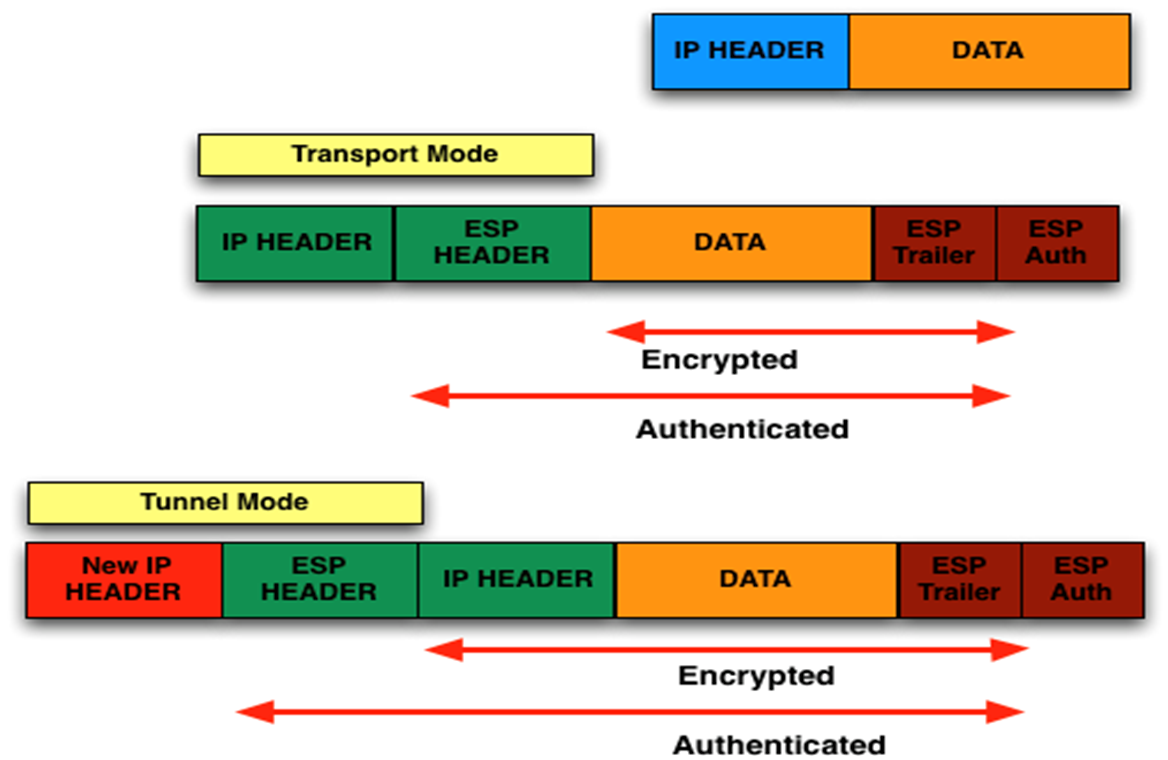 IP HEADER DATA
Transport Mode
IP HEADER ESP HEADER DATA ESP Trailer ESP Auth
Encrypted
Authenticated
Tunnel Mode
New IP HEADER ESP HEADER IP HEADER DATA ESP Trailer ESP Auth
Encrypted
Authenticated